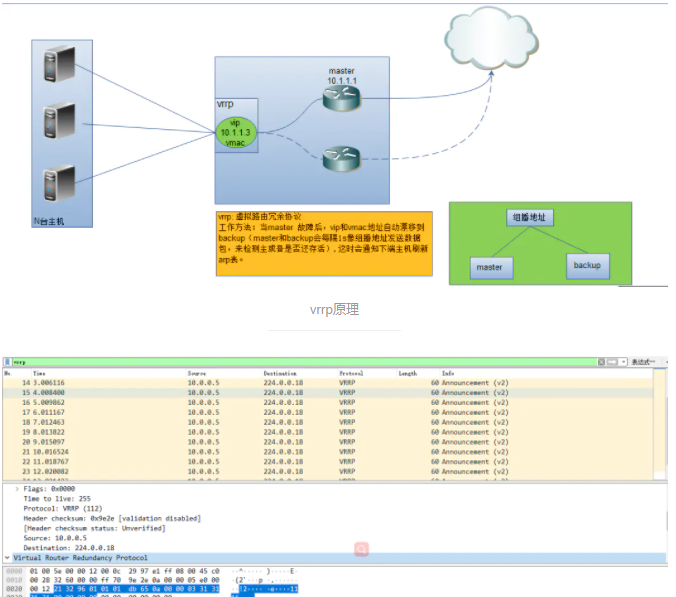 master
10.1.1.1
vrrp
vip
10.1.1.3
vmac
N台主机
vrrp:虚拟路由冗余协议
工作方法：当master 故障后，vip和vmac地址自动漂移到
backup（master和backup会每隔1s像组播地址发送数据
包，来检测主或备是否还存活），这时会通知下端主机刷新
arp表。
组播地址
master
backup
vrrp原理
vrrp
表达式…
No. Time Source Destination Protocol Length Info
14 3.006116 10.0.0.5 224.0.0.18 VRRP 60 Announcement (v2)
15 4.008400 10.0.0.5 224.0.0.18 VRRP 60 Announcement (v2)
16 5.009862 10.0.0.5 224.0.0.18 VRRP 60 Announcement (v2)
17 6.011167 10.0.0.5 224.0.0.18 VRRP 60 Announcement (v2)
18 7.012463 10.0.0.5 224.0.0.18 VRRP 60 Announcement (v2)
19 8.013822 10.0.0.5 224.0.0.18 VRRP 60 Announcement (v2)
20 9.015097 10.0.0.5 224.0.0.18 VRRP 60 Announcement (v2)
21 10.016524 10.0.0.5 224.0.0.18 VRRP 60 Announcement (v2)
22 11.018767 10.0.0.5 224.0.0.18 VRRP 60 Announcement (v2)
23 12.020082 10.0.0.5 224.0.0.18 VRRP 60 Announcement (v2)
Flags: 0x0000
Time to live: 255
Protocol: VRRP (112)
Header checksum: 0x9e2e [validation disabled]
[Header checksum status: Unverified]
Source: 10.0.0.5
Destination: 224.0.0.18
Virtual Router Redundancy Protocol
0000 01 00 5e 00 00 12 00 0c 29 97 e1 ff 08 00 45 c0
0010 00 28 32 60 00 00 ff 70 9e 2e 0a 00 00 05 e0 00
0020 00 12 21 32 96 01 01 01 db 65 0a 00 00 03 31 31